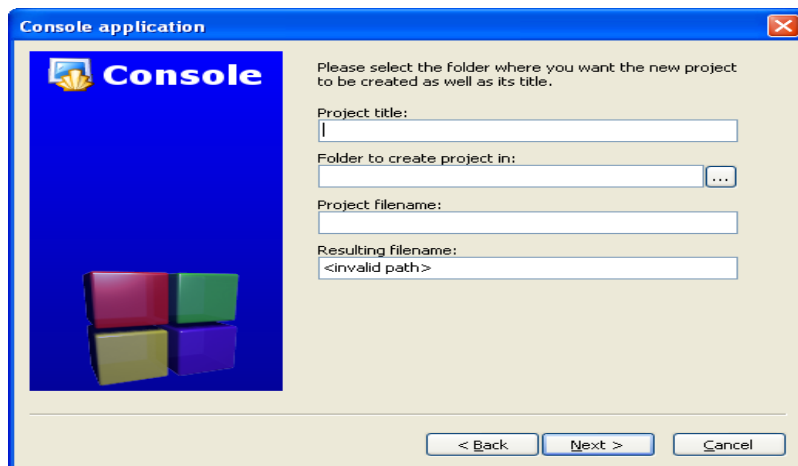 Console application
Console
Please select the folder where you want the new project
to be created as well as its title.
Project title:
Folder to create project in:
...
Project filename:
Resulting filename:
<invalid path>
< Back
Next >
Cancel